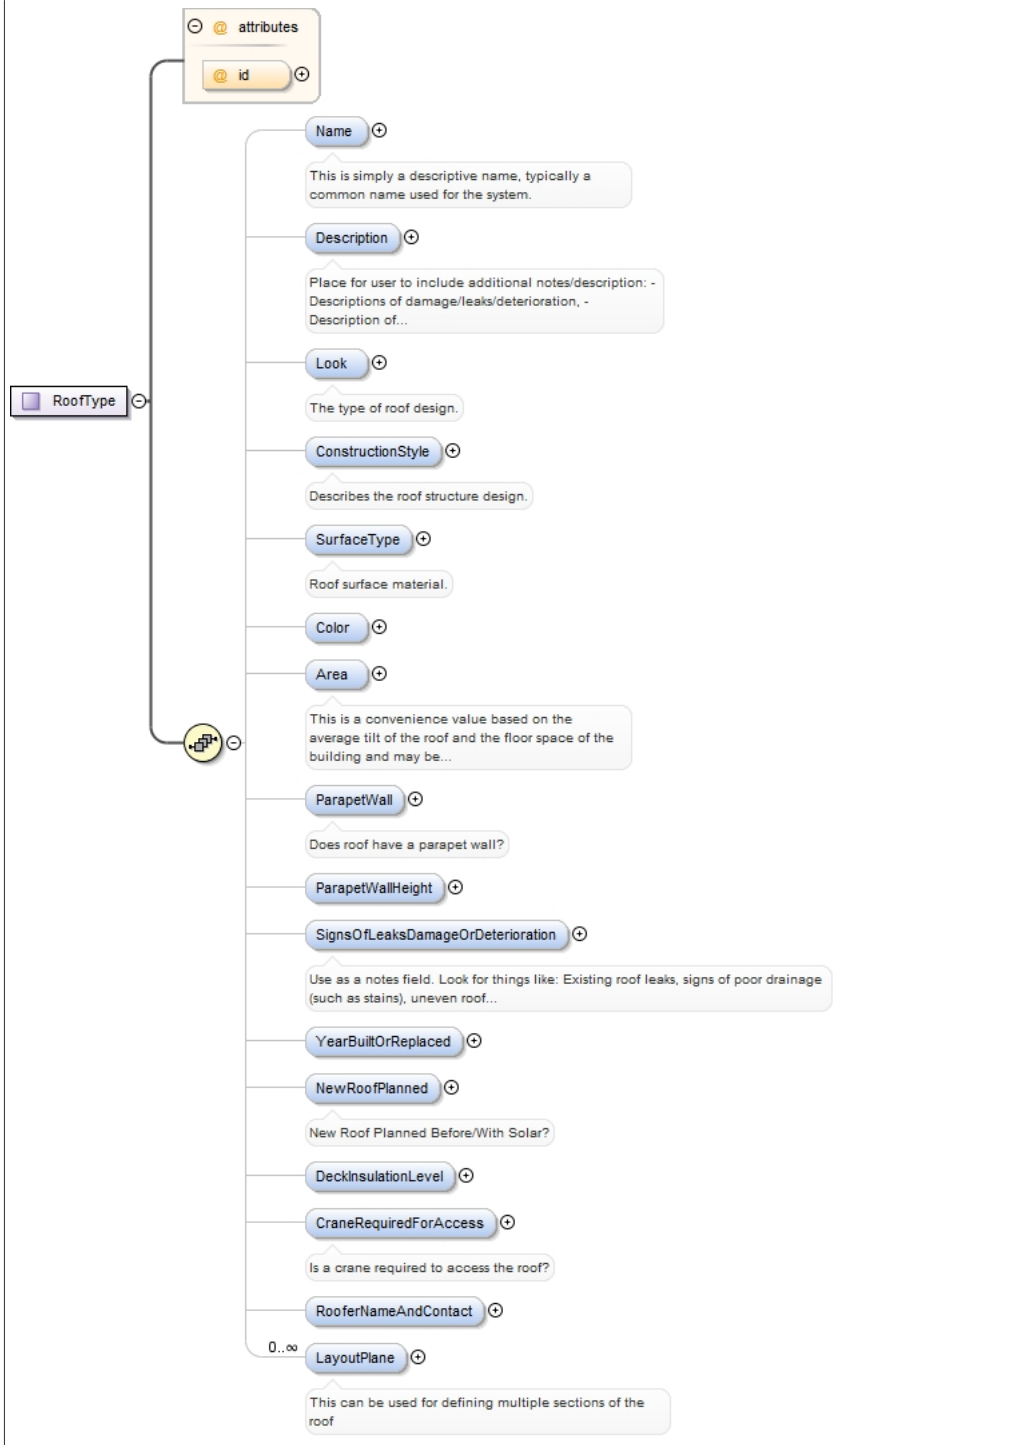 @ attributes
@ id
Name
This is simply a descriptive name, typically a
common name used for the system.
Description
Place for user to include additional notes/description: -
Descriptions of damage/leaks/deterioration, -
Description of...
Look
The type of roof design.
RoofType
ConstructionStyle
Describes the roof structure design.
SurfaceType
Roof surface material.
Color
Area
This is a convenience value based on the
average tilt of the roof and the floor space of the
building and may be...
ParapetWall
Does roof have a parapet wall?
ParapetWallHeight
SignsOfLeaksDamageOrDeterioration
Use as a notes field. Look for things like: Existing roof leaks, signs of poor drainage
(such as stains), uneven roof...
YearBuiltOrReplaced
NewRoofPlanned
New Roof Planned Before/With Solar?
DeckInsulationLevel
CraneRequiredForAccess
Is a crane required to access the roof?
RooferNameAndContact
0..∞
LayoutPlane
This can be used for defining multiple sections of the
roof